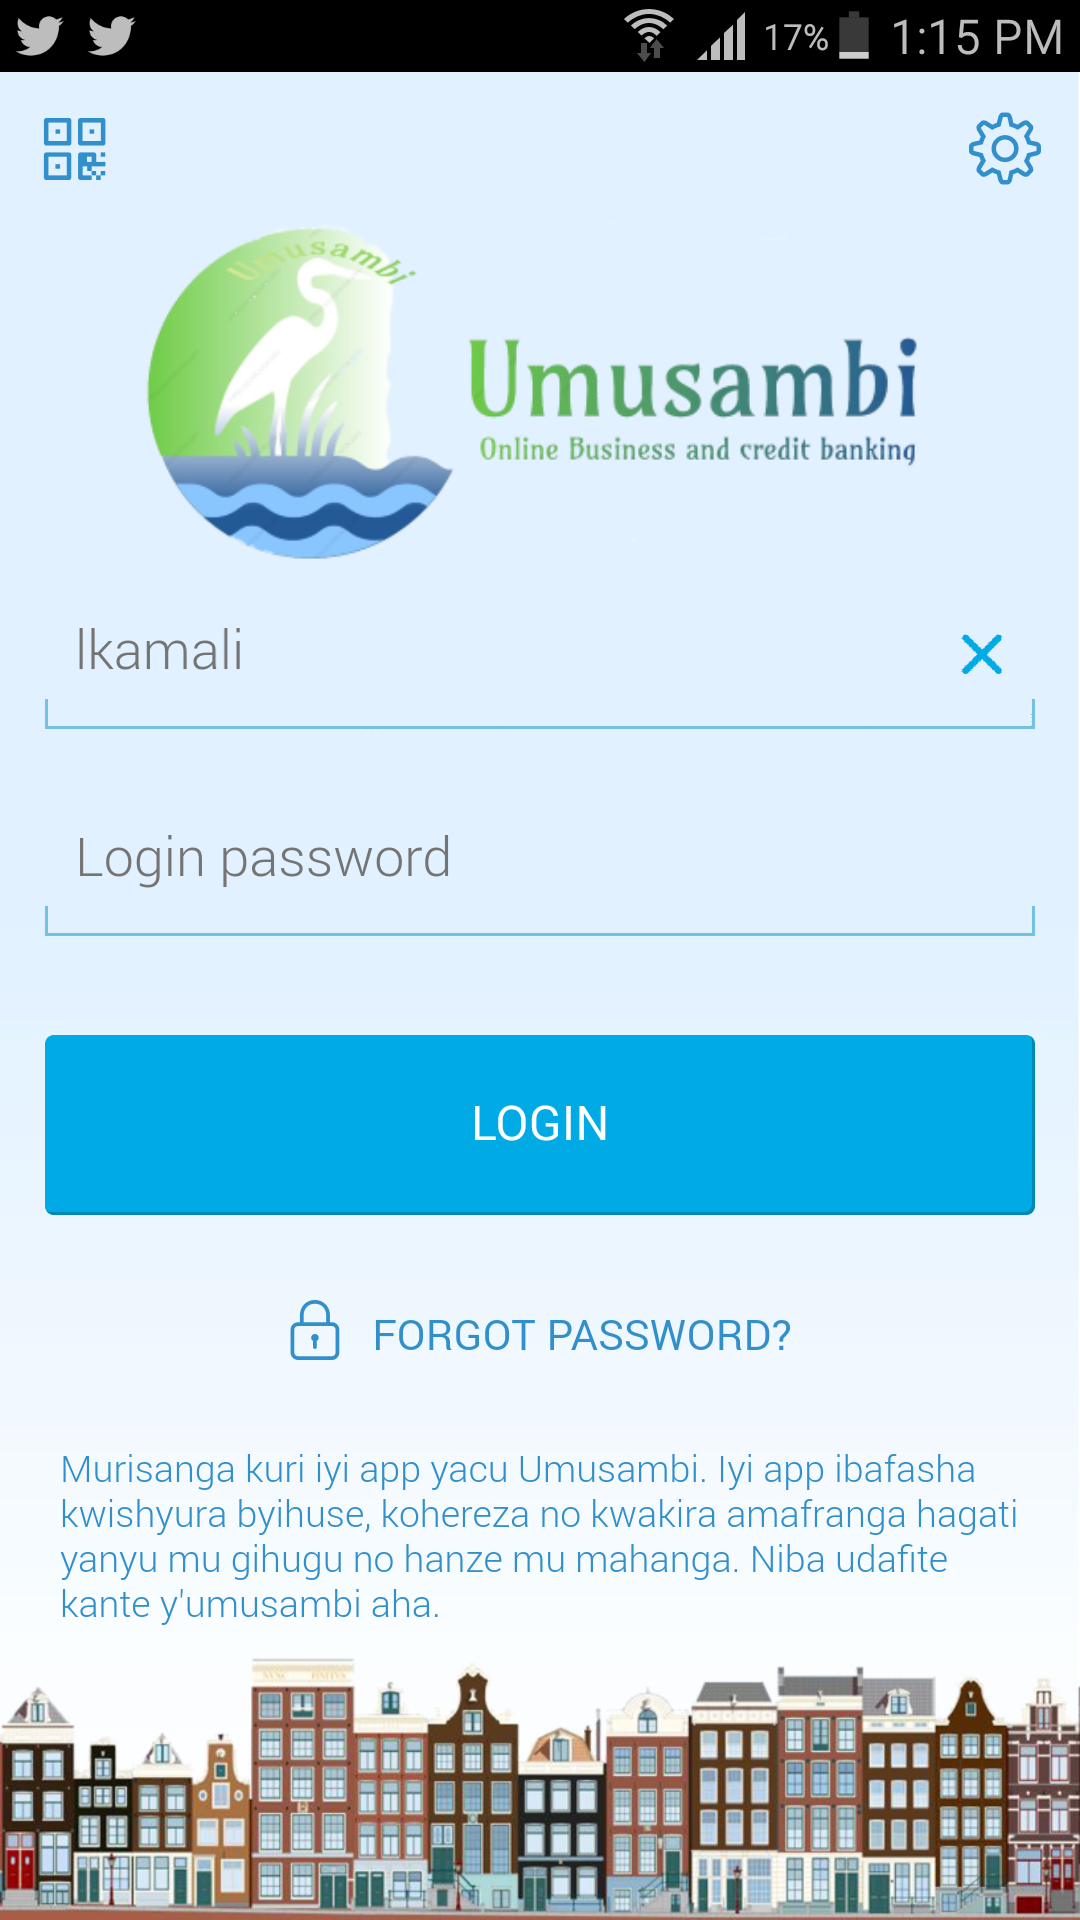 17% 1:15 PM
Umusambi
Umusambi
Online Business and credit banking
lkamali
Login password
LOGIN
FORGOT PASSWORD?
Murisanga kuri iyi app yacu Umusambi. Iyi app ibafasha
kwishyura byihuse, kohereza no kwakira amafranga hagati
yanyu mu gihugu no hanze mu mahanga. Niba udafite
kante y'umusambi aha.